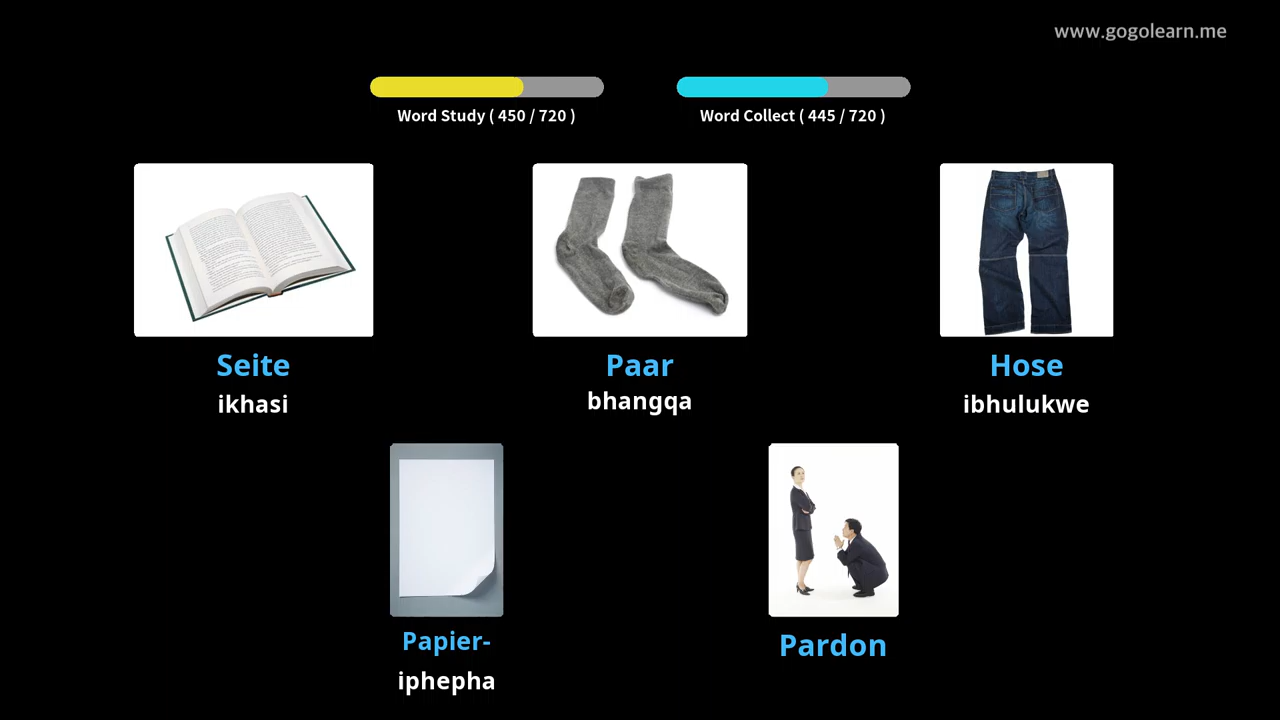 www.gogolearn.me
Word Study ( 450 / 720 )
Word Collect ( 445 / 720 )
Seite
ikhasi
Paar
bhangqa
Hose
ibhulukwe
Papier-
iphepha
Pardon